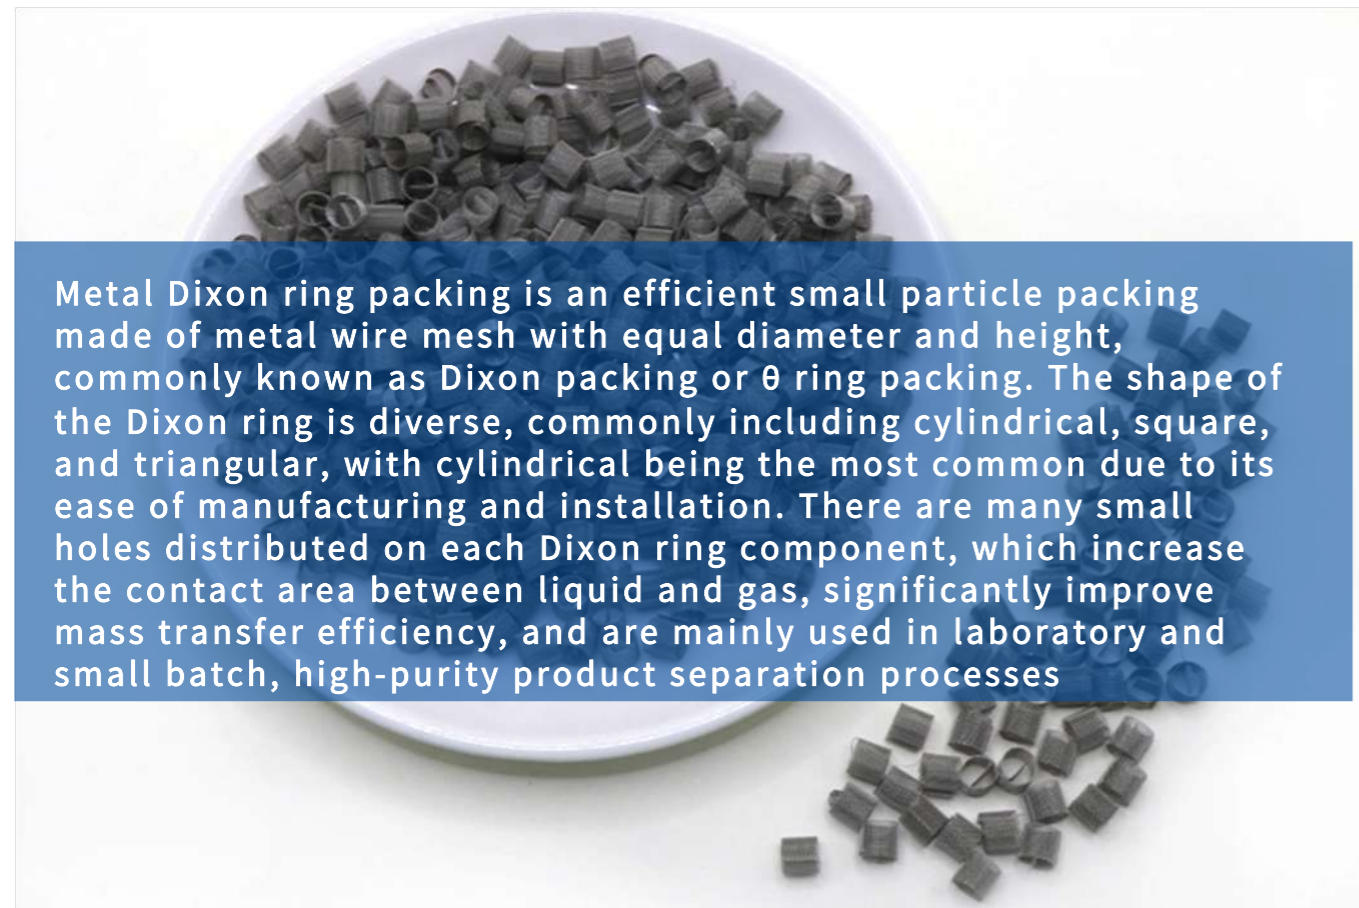 Metal Dixon ring packing is an efficient small particle packing
made of metal wire mesh with equal diameter and height,
commonly known as Dixon packing or θ ring packing. The shape of
the Dixon ring is diverse, commonly including cylindrical, square,
and triangular, with cylindrical being the most common due to its
ease of manufacturing and installation. There are many small
holes distributed on each Dixon ring component, which increase
the contact area between liquid and gas, significantly improve
mass transfer efficiency, and are mainly used in laboratory and
small batch, high-purity product separation processes